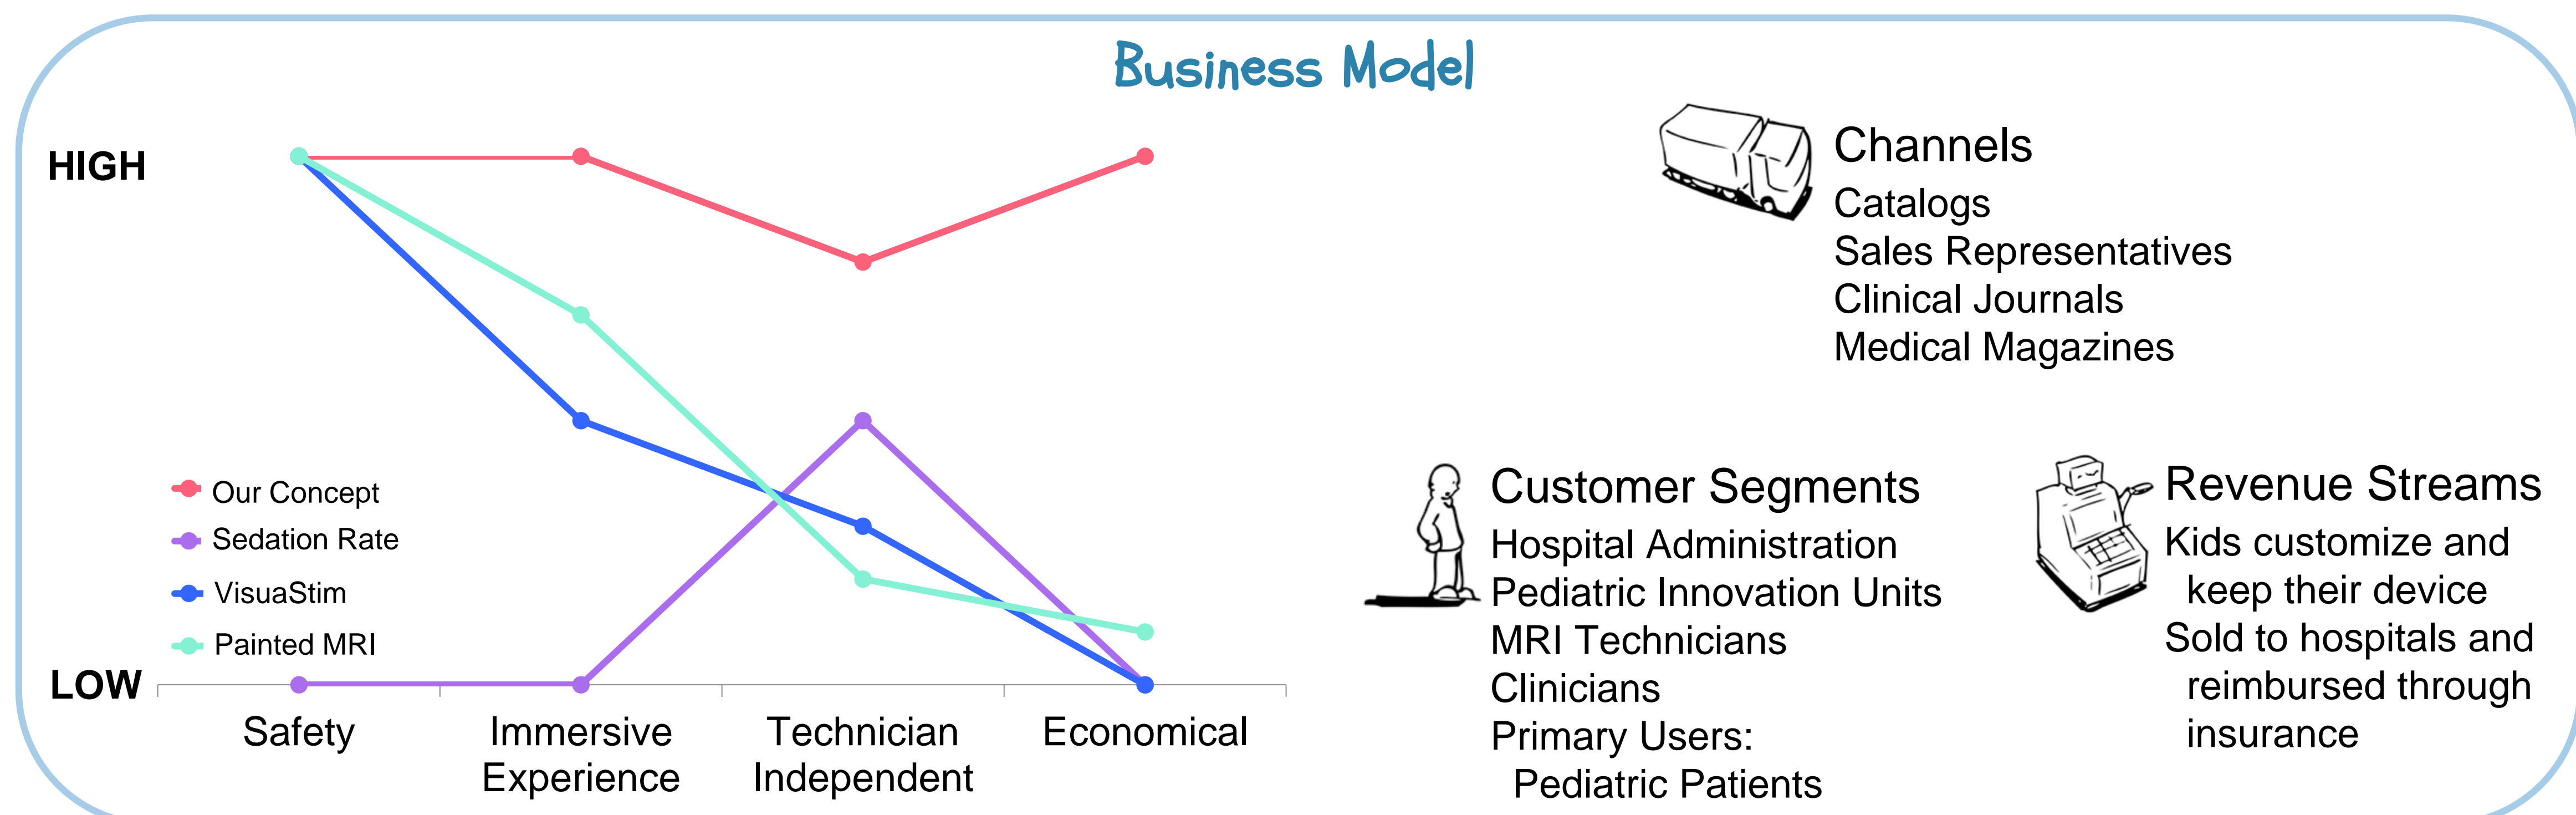 Business Model
HIGH
LOW
Our Concept
Sedation Rate
VisuaStim
Painted MRI
Safety
Immersive
Experience
Technician
Independent
Economical
Channels
Catalogs
Sales Representatives
Clinical Journals
Medical Magazines
Customer Segments
Hospital Administration
Pediatric Innovation Units
MRI Technicians
Clinicians
Primary Users:
Pediatric Patients
Revenue Streams
Kids customize and
keep their device
Sold to hospitals and
reimbursed through
insurance